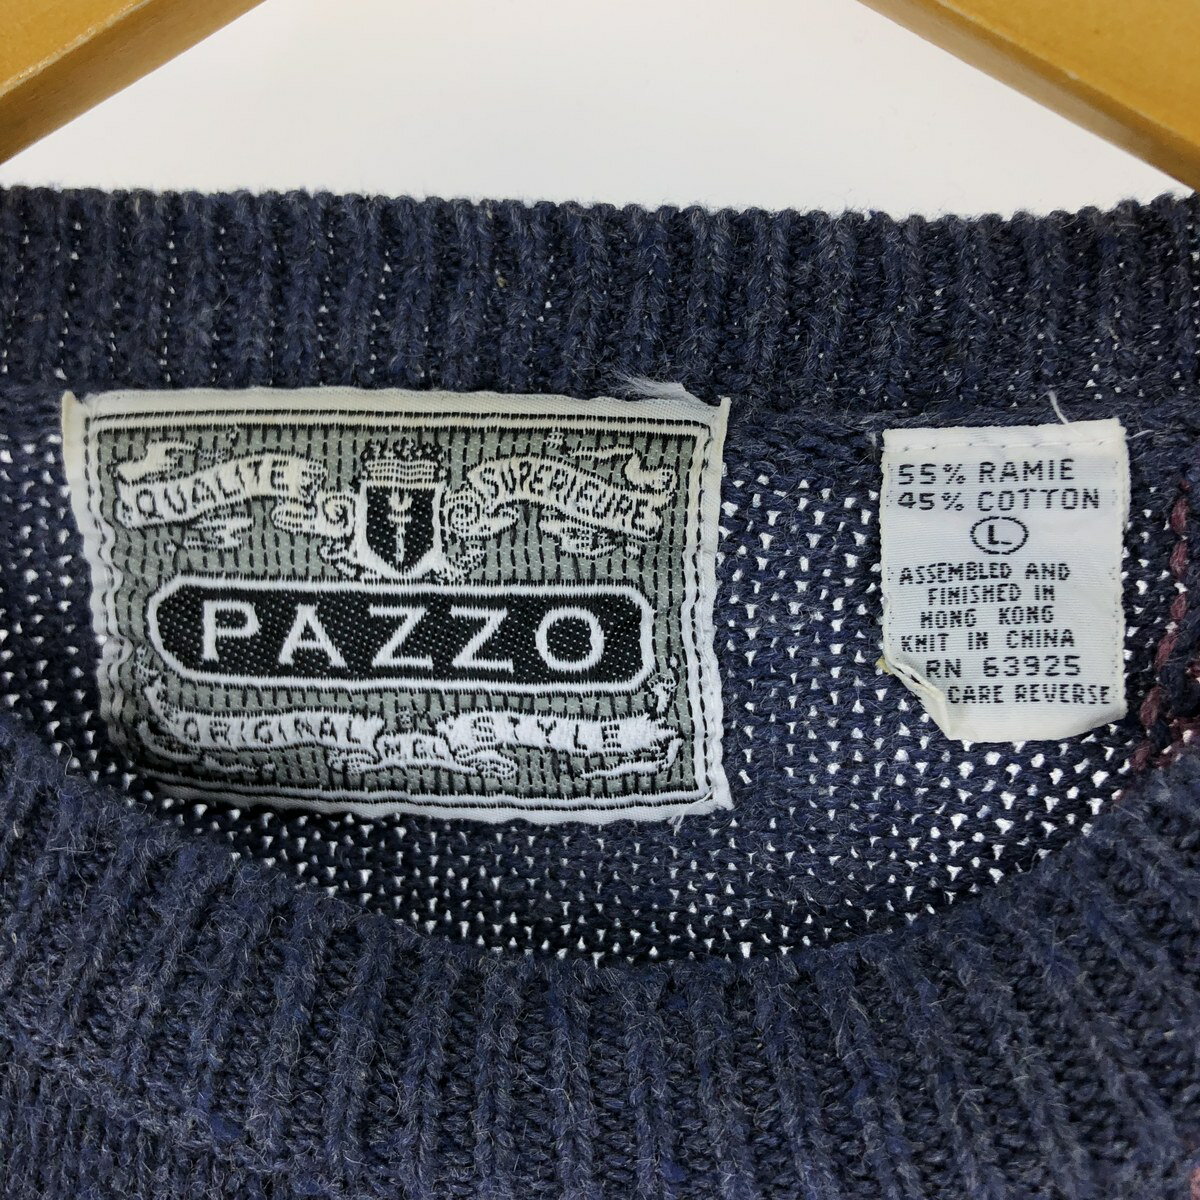 QUALITE SUPERIEURE
PAZZO
ORIGINAL STYLE
55% RAMIE
45% COTTON
L
ASSEMBLED AND
FINISHED IN
HONG KONG
KNIT IN CHINA
RN 63925
CARE REVERSE